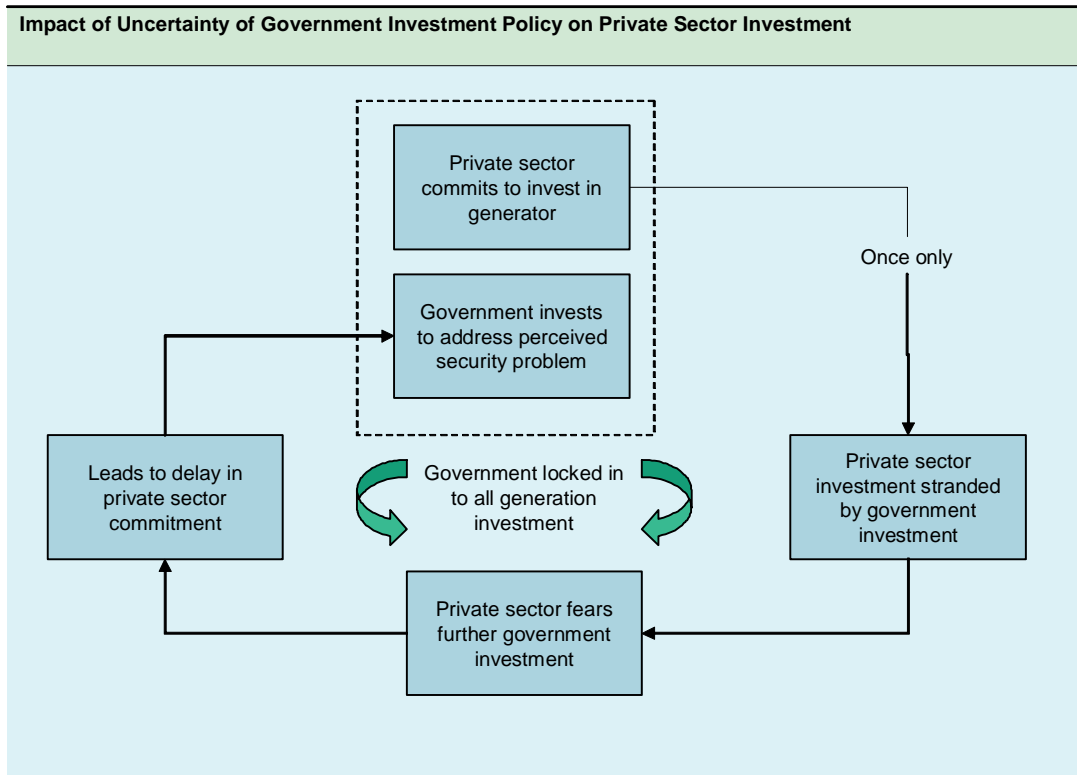 Impact of Uncertainty of Government Investment Policy on Private Sector Investment
Private sector
commits to invest in
generator
Once only
Government invests
to address perceived
security problem
Leads to delay in
private sector
commitment
Government locked in
to all generation
investment
Private sector
investment stranded
by government
investment
Private sector fears
further government
investment